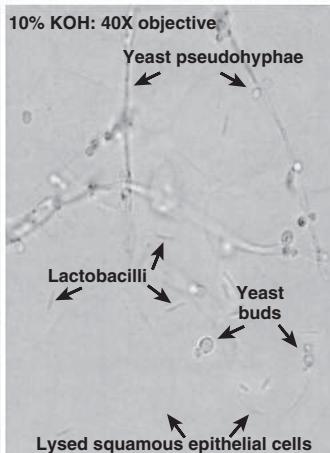 10% KOH: 40X objective
Yeast pseudohyphae
Lactobacilli
Yeast
buds
Lysed squamous epithelial cells